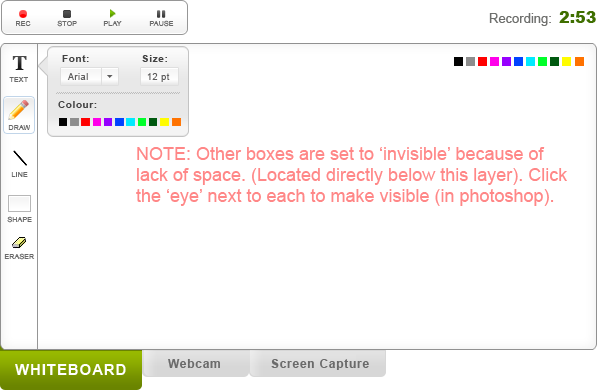 REC STOP PLAY PAUSE
Recording: 2:53
TEXT
Font: Size:
Arial 12 pt
Colour:
DRAW
NOTE: Other boxes are set to ‘invisible’ because of
lack of space. (Located directly below this layer). Click
the ‘eye’ next to each to make visible (in photoshop).
LINE
SHAPE
ERASER
WHITEBOARD Webcam Screen Capture